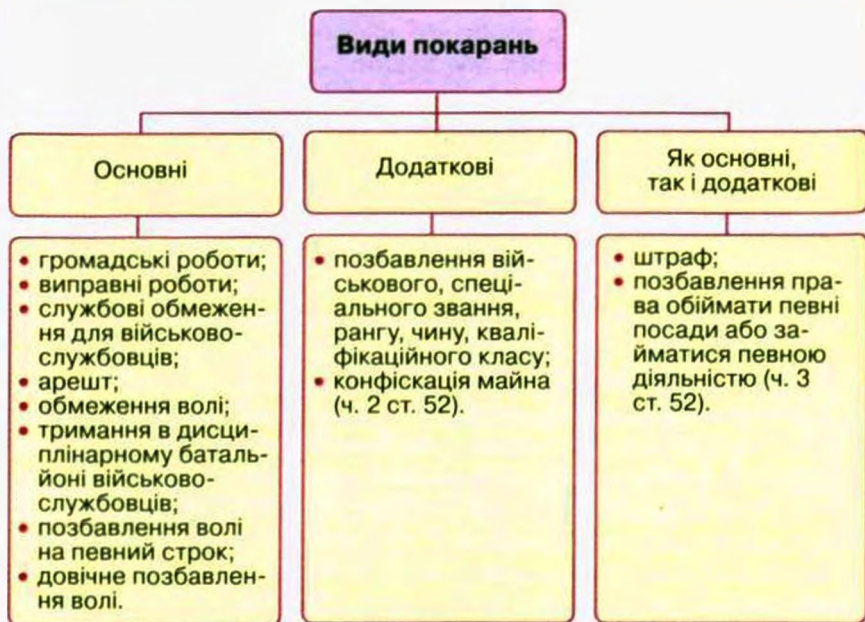 Види покарань
Основні
Додаткові
Як основні,
так і додаткові
• громадські роботи;
• виправні роботи;
• службові обмежен-
ня для військово-
службовців;
• арешт;
• обмеження волі;
• тримання в дисци-
плінарному баталь-
йоні військово-
службовців;
• позбавлення волі
на певний строк;
• довічне позбавлен-
ня волі.
• позбавлення вій-
ськового, спеці-
ального звання,
рангу, чину, квалі-
фікаційного класу;
• конфіскація майна
(ч. 2 ст. 52).
• штраф;
• позбавлення пра-
ва обіймати певні
посади або за-
йматися певною
діяльністю (ч. 3
ст. 52).